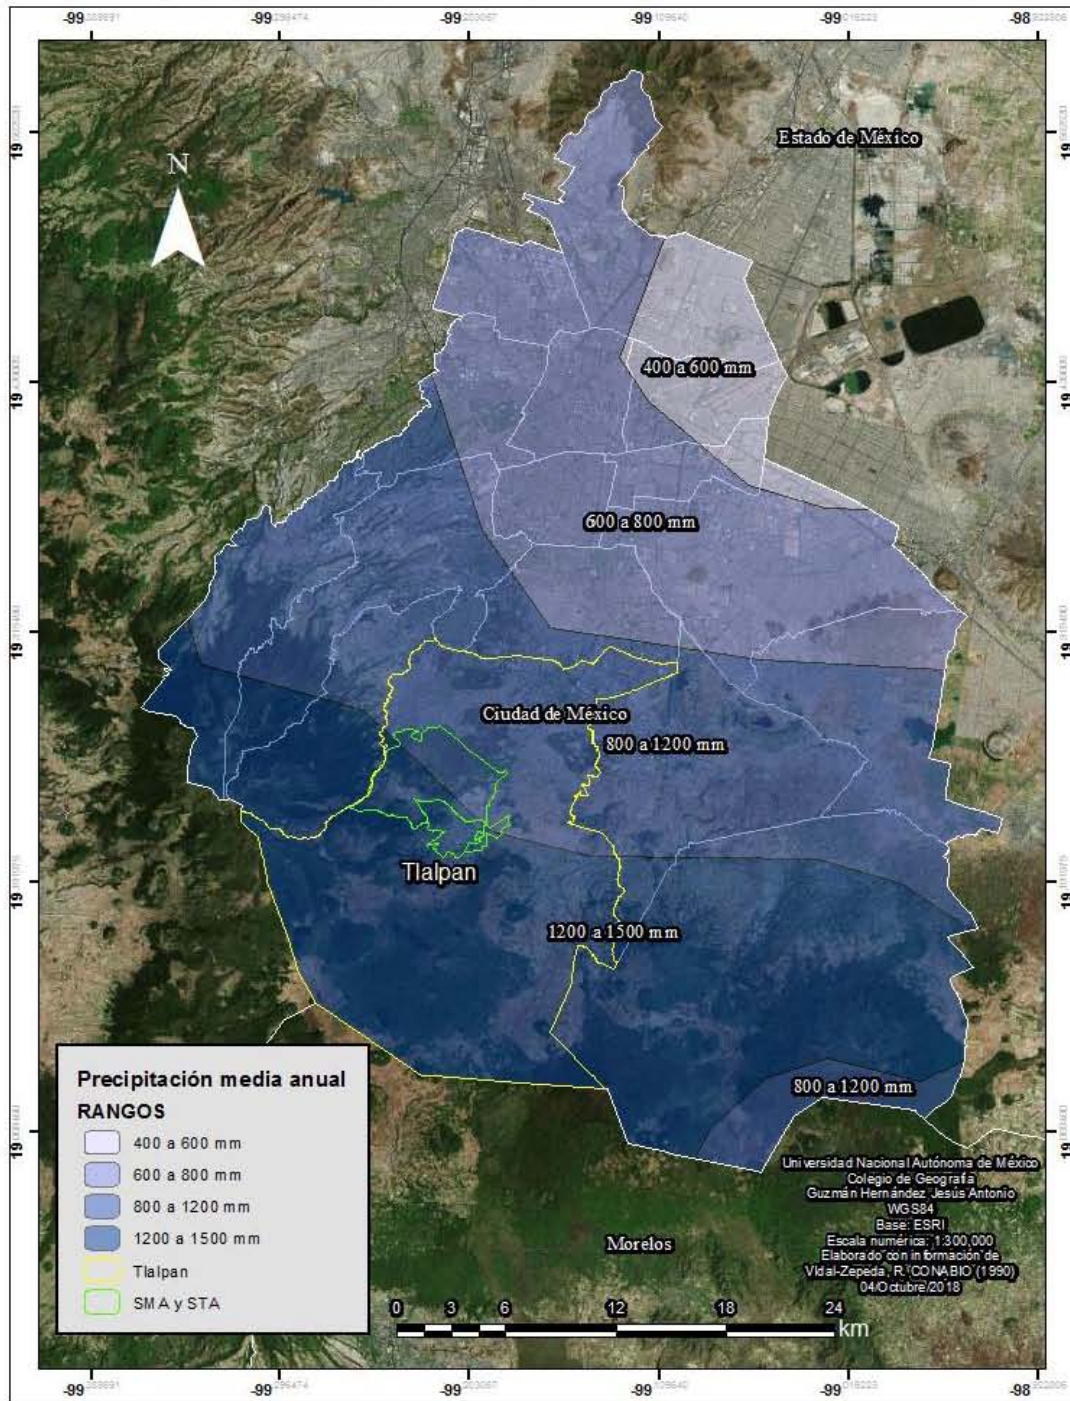 -99
-99
-99
-99
-99
-98
Estado de México
N
400 a 600 mm
600 a 800 mm
Ciudad de México
800 a 1200 mm
Tlalpan
1200 a 1500 mm
800 a 1200 mm
Precipitación media anual
RANGOS
400 a 600 mm
600 a 800 mm
800 a 1200 mm
1200 a 1500 mm
Tlalpan
SMA y STA
Universidad Nacional Autónoma de México
Colegio de Geografía
Guzmán Hernández Jesús Antonio
WGS84
Base: ESRI
Escala numérica: 1:300,000
Elaborado con información de
Vidal-Zepeda, R. CONABIO (1990)
04/Octubre/2018
Morelos
0 3 6 12 18 24
km
19
19
19
19
19
-99
-99
-99
-99
-99
-98